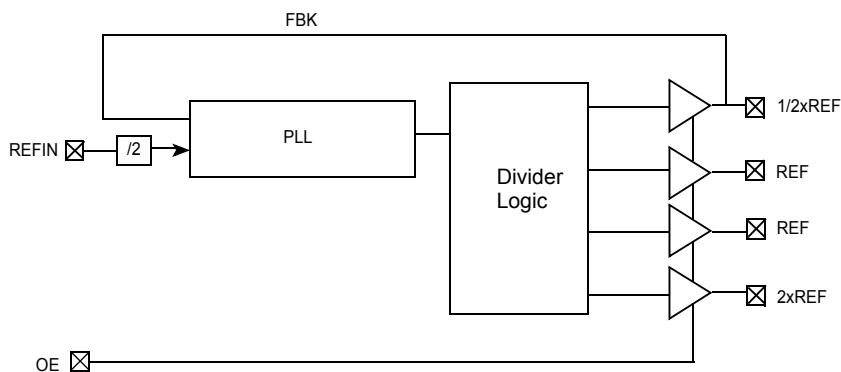 FBK
1/2xREF
PLL
REFIN
/2
Divider
Logic
REF
REF
2xREF
OE